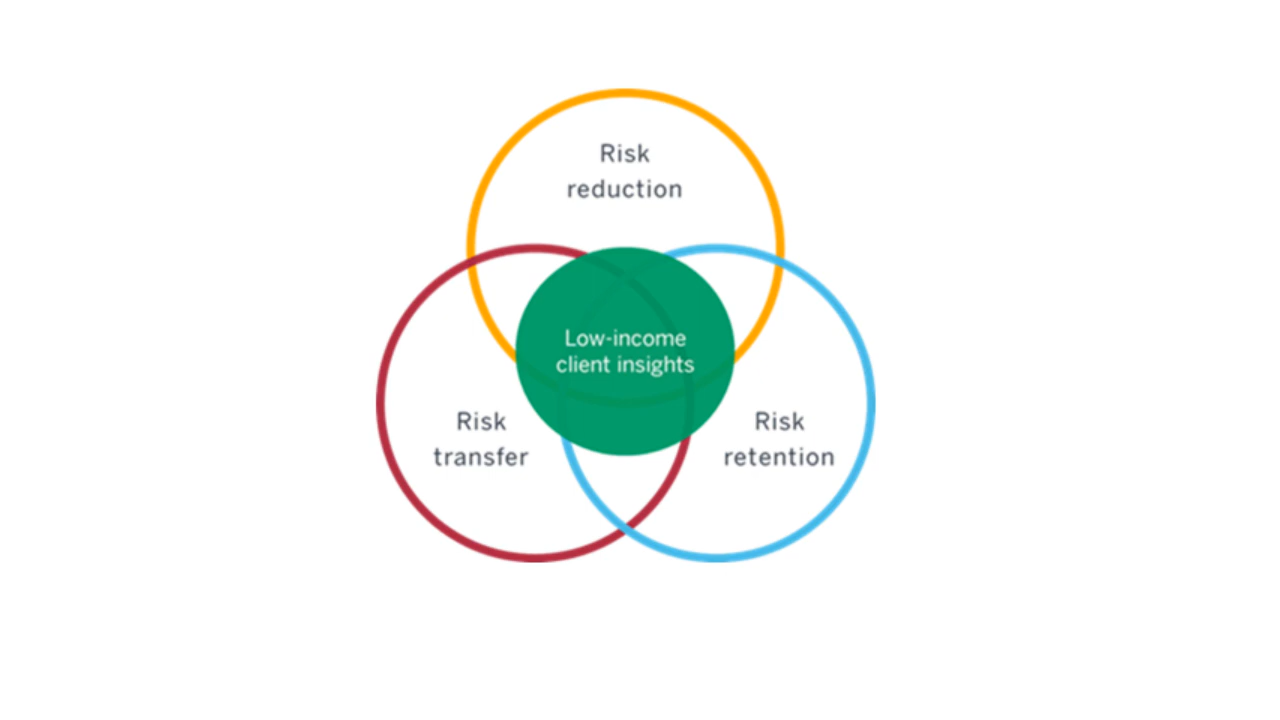 Risk
reduction
Low-income
client insights
Risk
transfer
Risk
retention